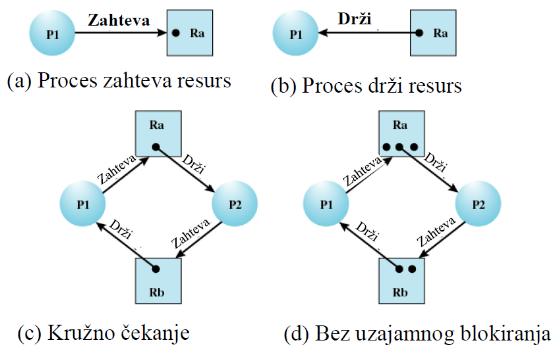 Zahteva
P1
Ra
Drži
P1
Ra
(a) Proces zahteva resurs
(b) Proces drži resurs
Ra
Zahteva
Drži
P1
P2
Drži
Zahteva
Rb
(c) Kružno čekanje
Ra
Zahteva
Drži
P1
P2
Drži
Zahteva
Rb
(d) Bez uzajamnog blokiranja